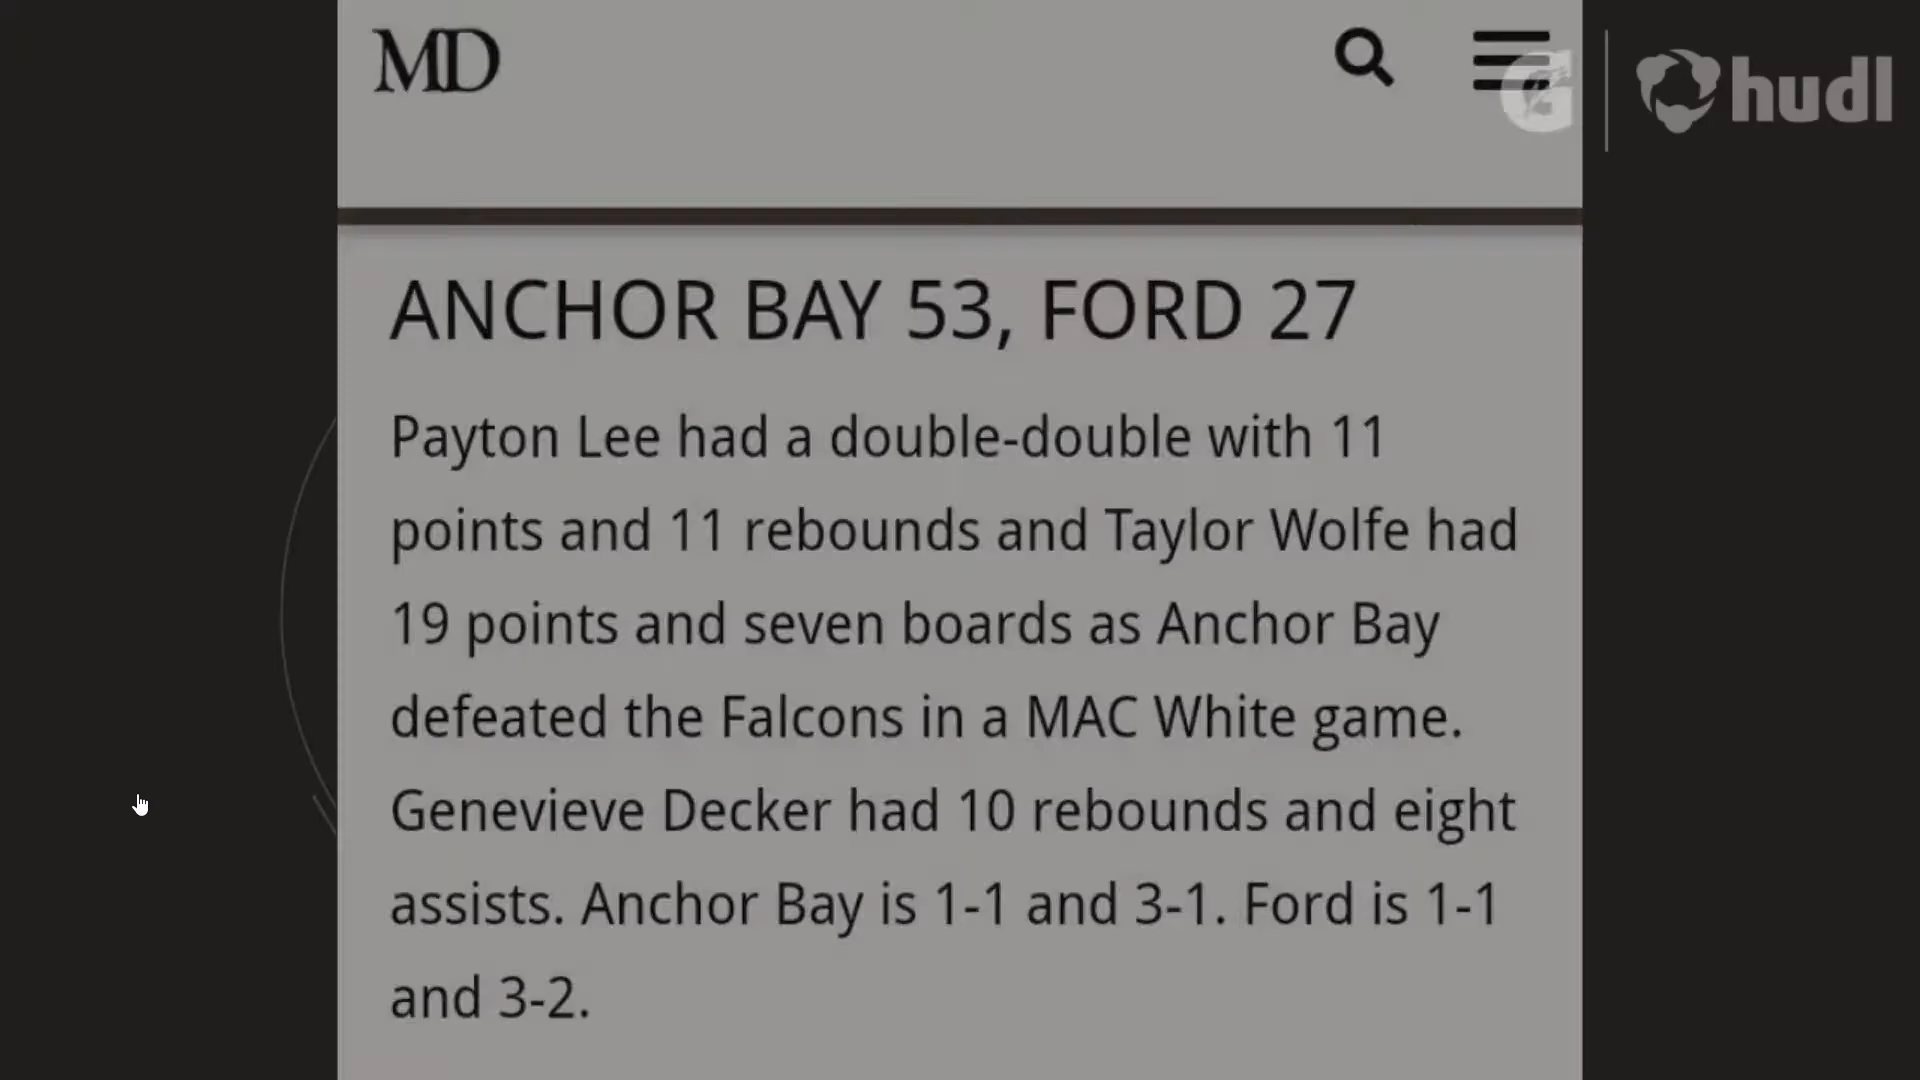 MD
G
hudl
ANCHOR BAY 53, FORD 27
Payton Lee had a double-double with 11
points and 11 rebounds and Taylor Wolfe had
19 points and seven boards as Anchor Bay
defeated the Falcons in a MAC White game.
Genevieve Decker had 10 rebounds and eight
assists. Anchor Bay is 1-1 and 3-1. Ford is 1-1
and 3-2.